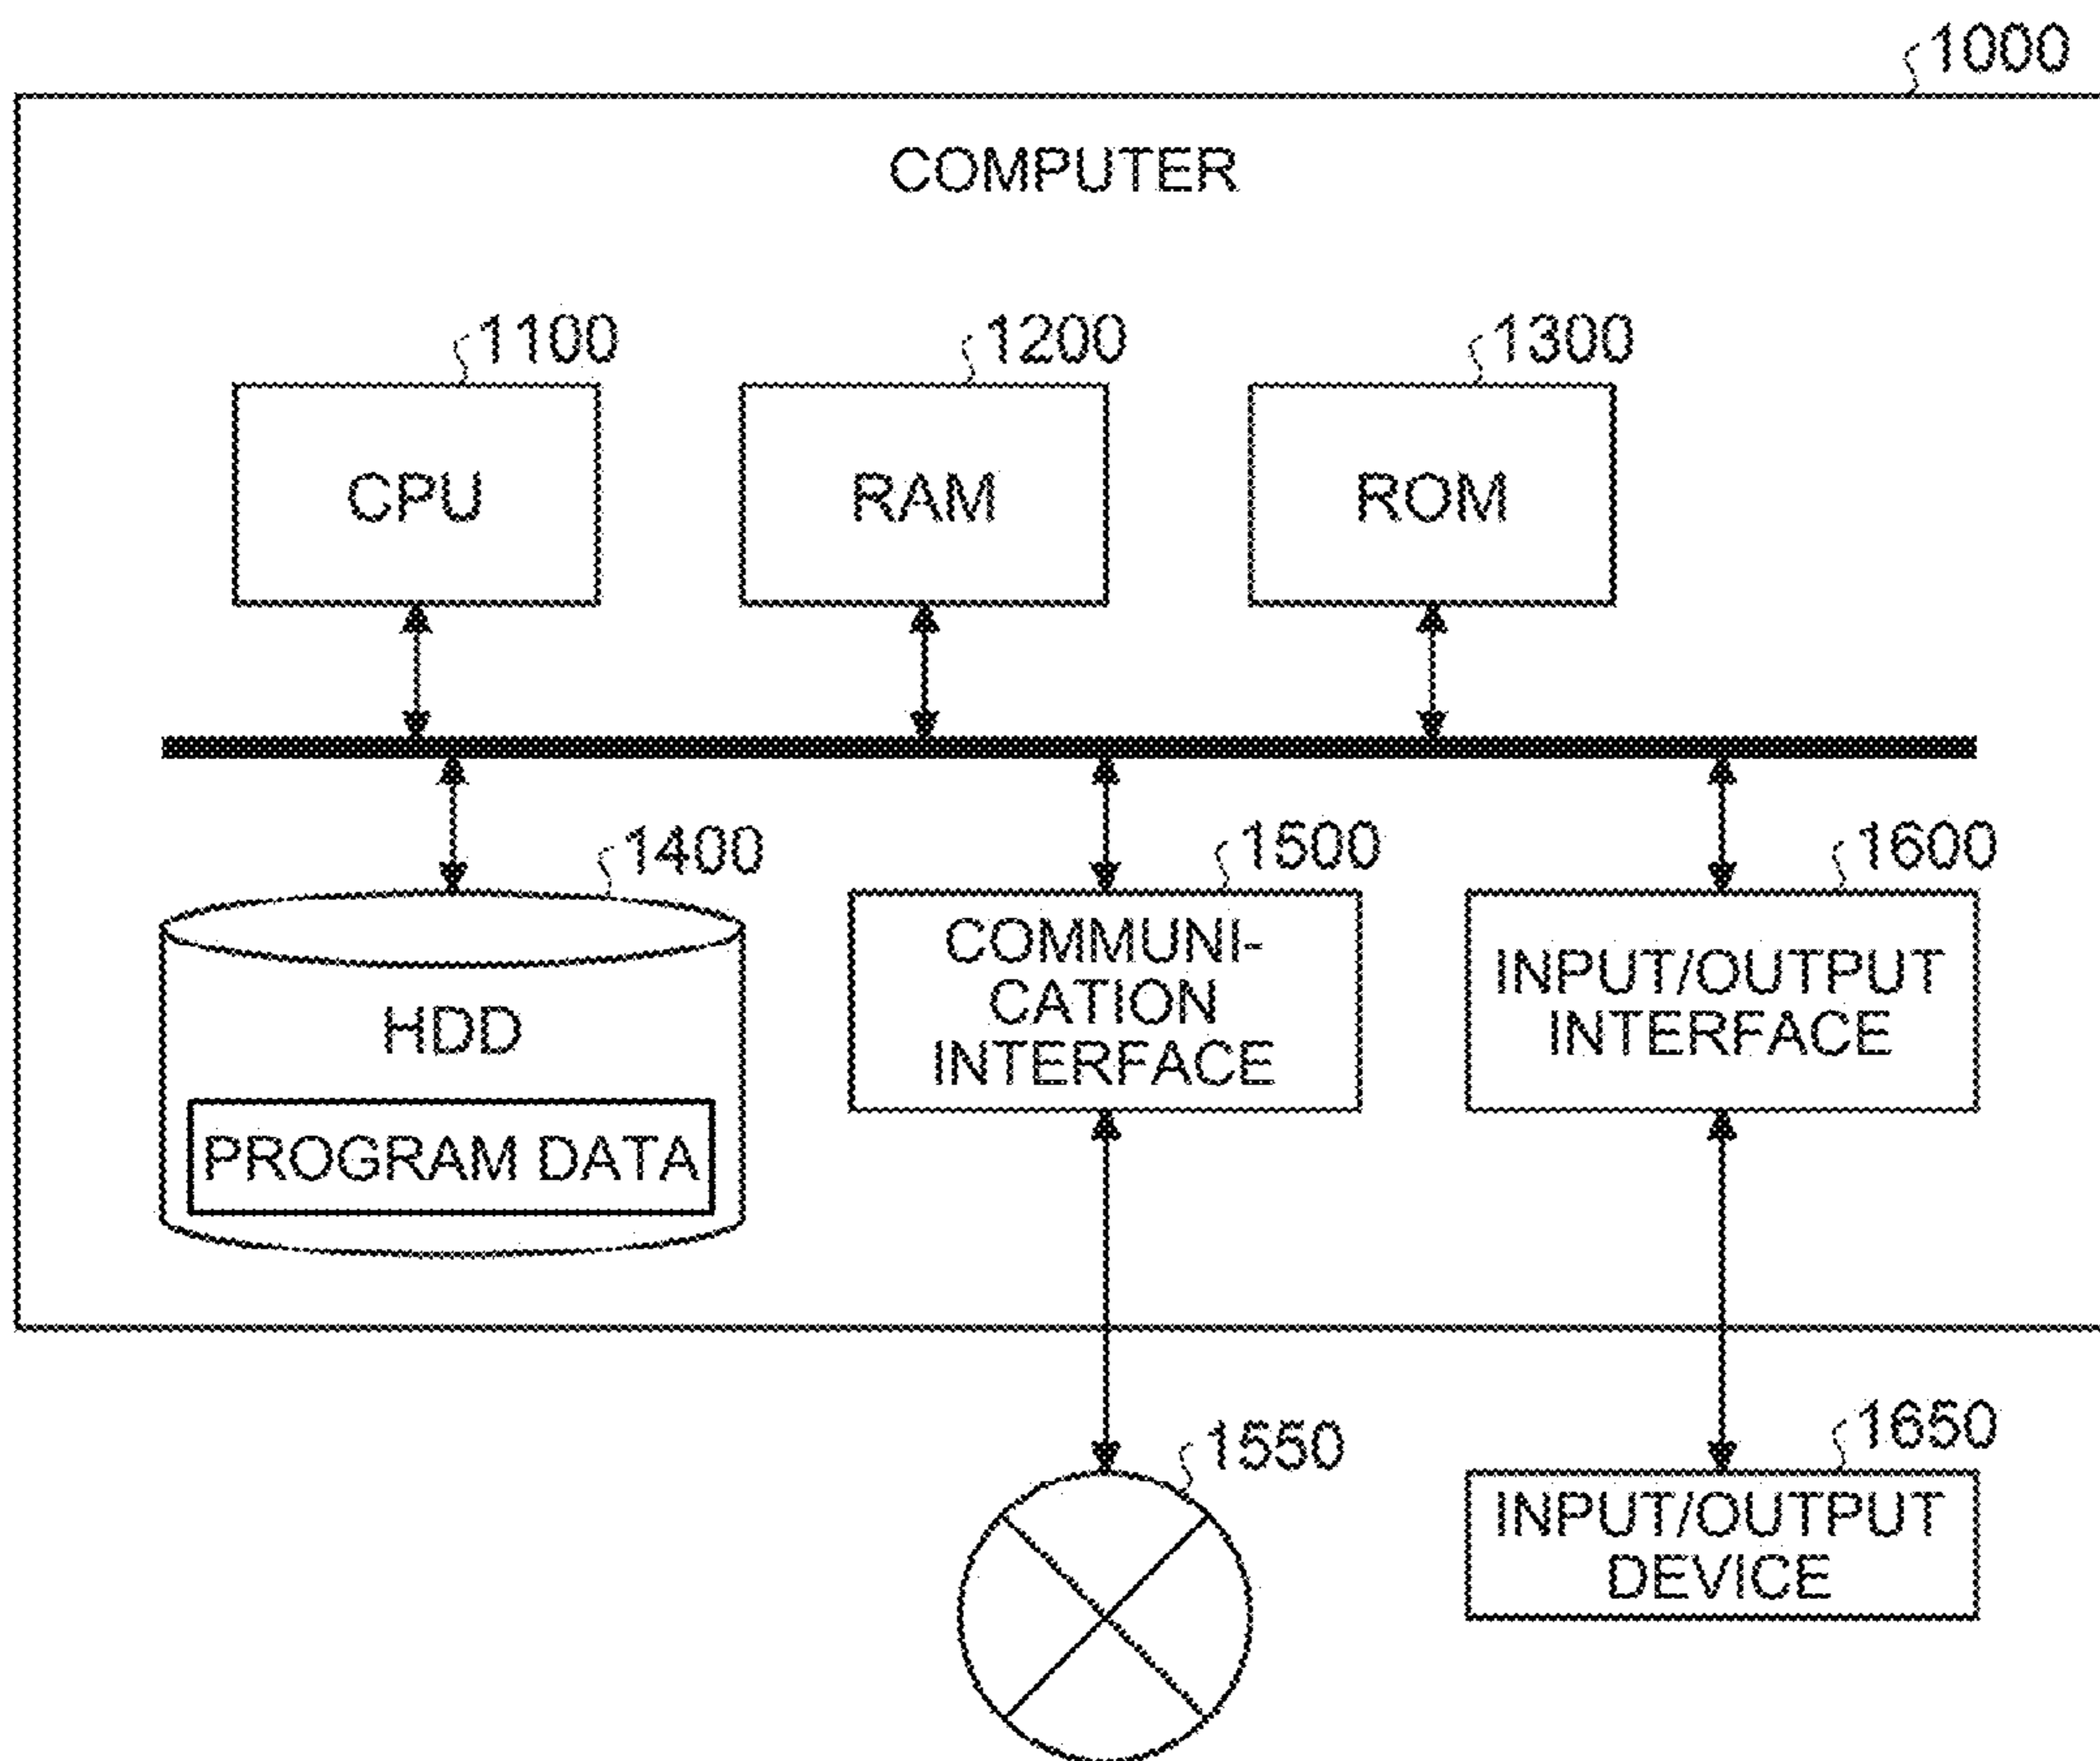 1000
COMPUTER
1100
1200
1300
CPU
RAM
ROM
1400
1500
1600
HDD
PROGRAM DATA
COMMUNI-
CATION
INTERFACE
INPUT/OUTPUT
INTERFACE
1550
1650
INPUT/OUTPUT
DEVICE